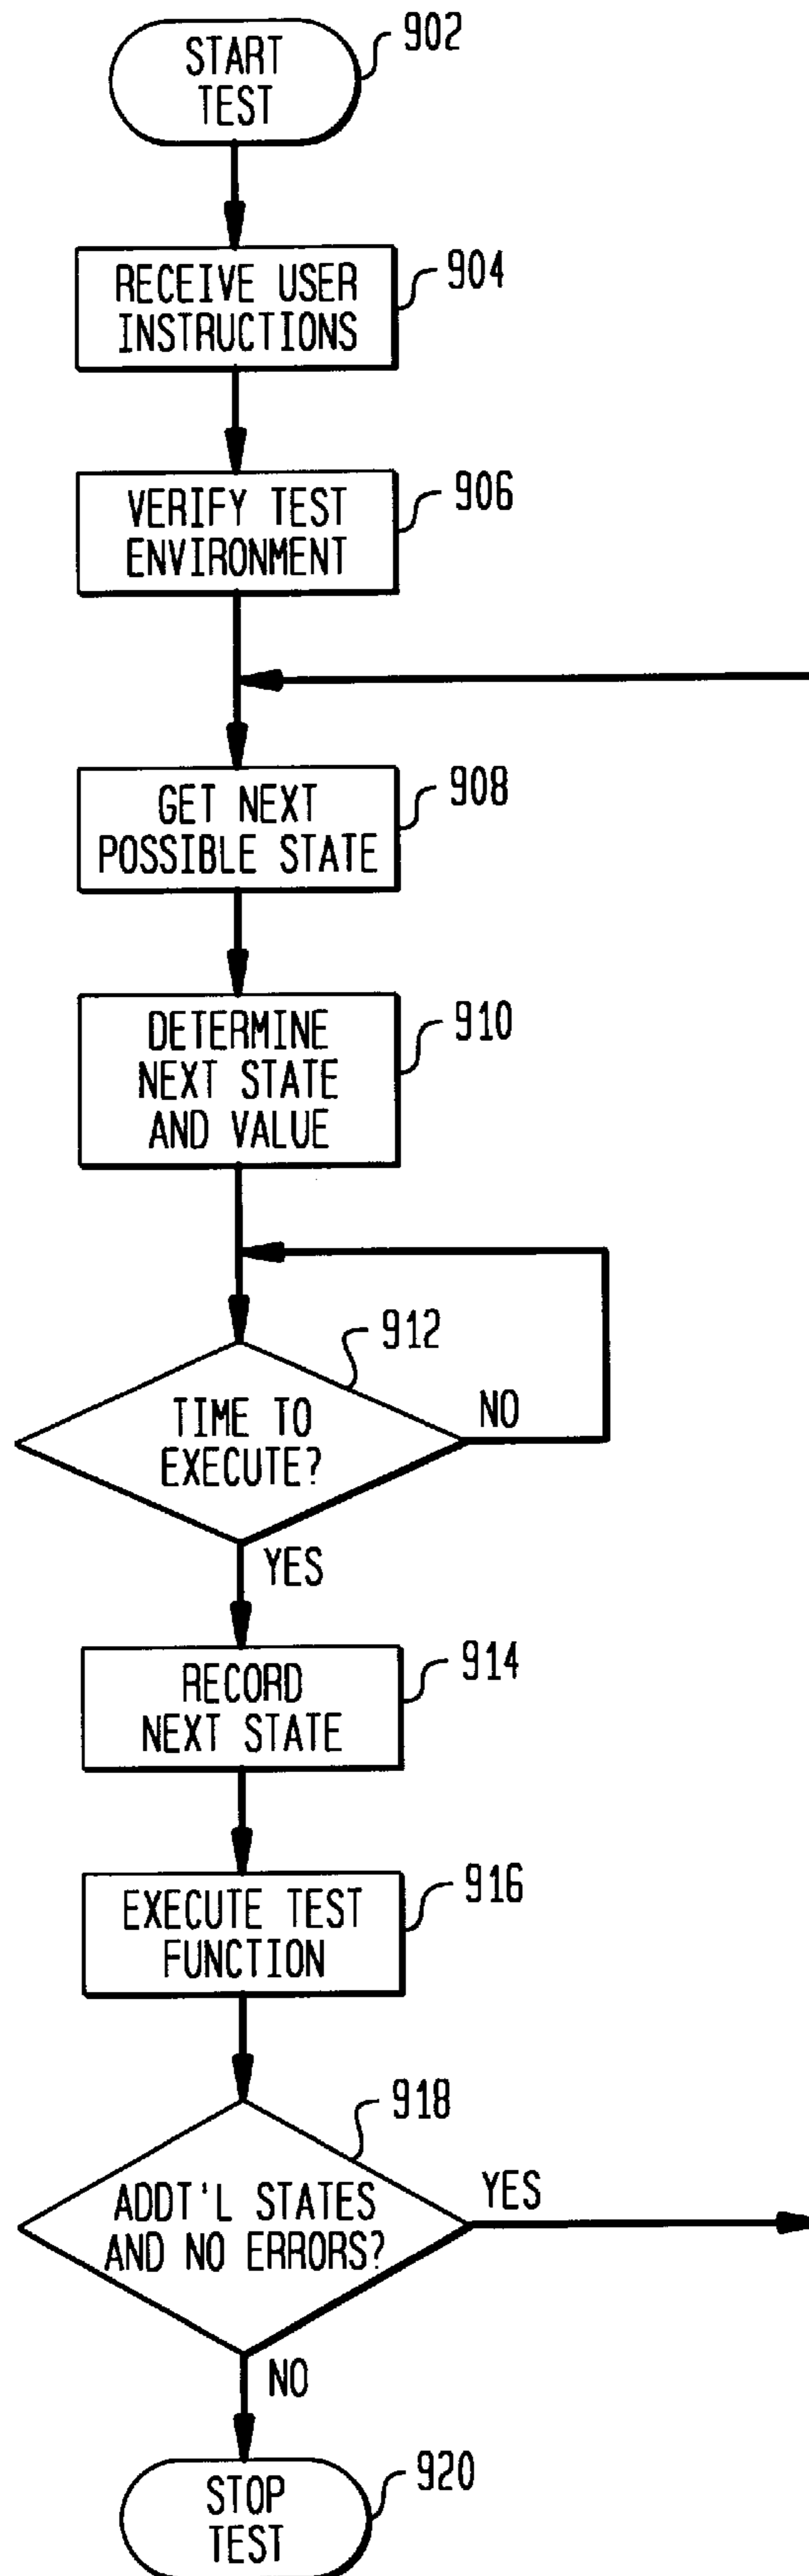 START
TEST
902
RECEIVE USER
INSTRUCTIONS
904
VERIFY TEST
ENVIRONMENT
906
GET NEXT
POSSIBLE STATE
908
DETERMINE
NEXT STATE
AND VALUE
910
912
TIME TO
EXECUTE?
NO
YES
RECORD
NEXT STATE
914
EXECUTE TEST
FUNCTION
916
918
ADDT'L STATES
AND NO ERRORS?
YES
NO
STOP
TEST
920